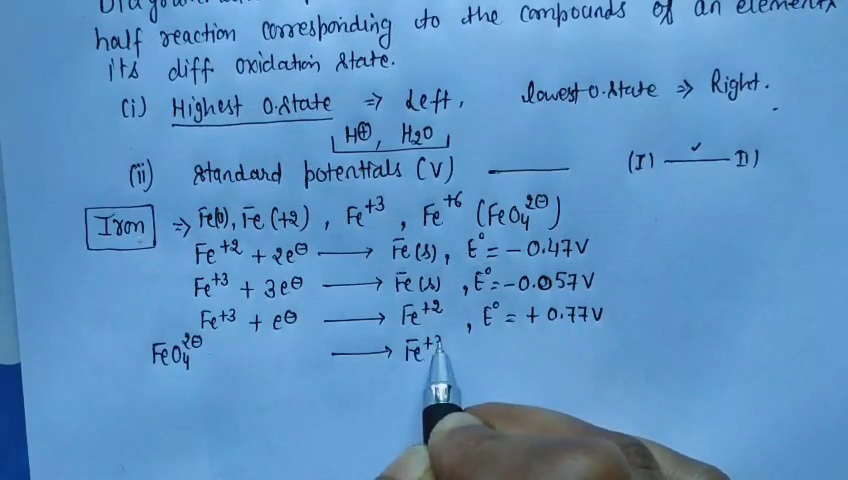 half reaction corresponding to the compounds of an element
its diff oxidation state.
(i) Highest O.state ⇒ Left, lowest O.state ⇒ Right.
H⊕, H2O
(ii) Standard potentials (V) ——— (I) —✓— II)
Iron ⇒ Fe(0), Fe (+2), Fe+3, Fe+6 (FeO4 2⊖)
Fe+2 + 2e⊖ ⟶ Fe(s), E° = -0.47V
Fe+3 + 3e⊖ ⟶ Fe(s), E° = -0.057V
Fe+3 + e⊖ ⟶ Fe+2, E° = +0.77V
FeO4 2⊖ ⟶ Fe+3